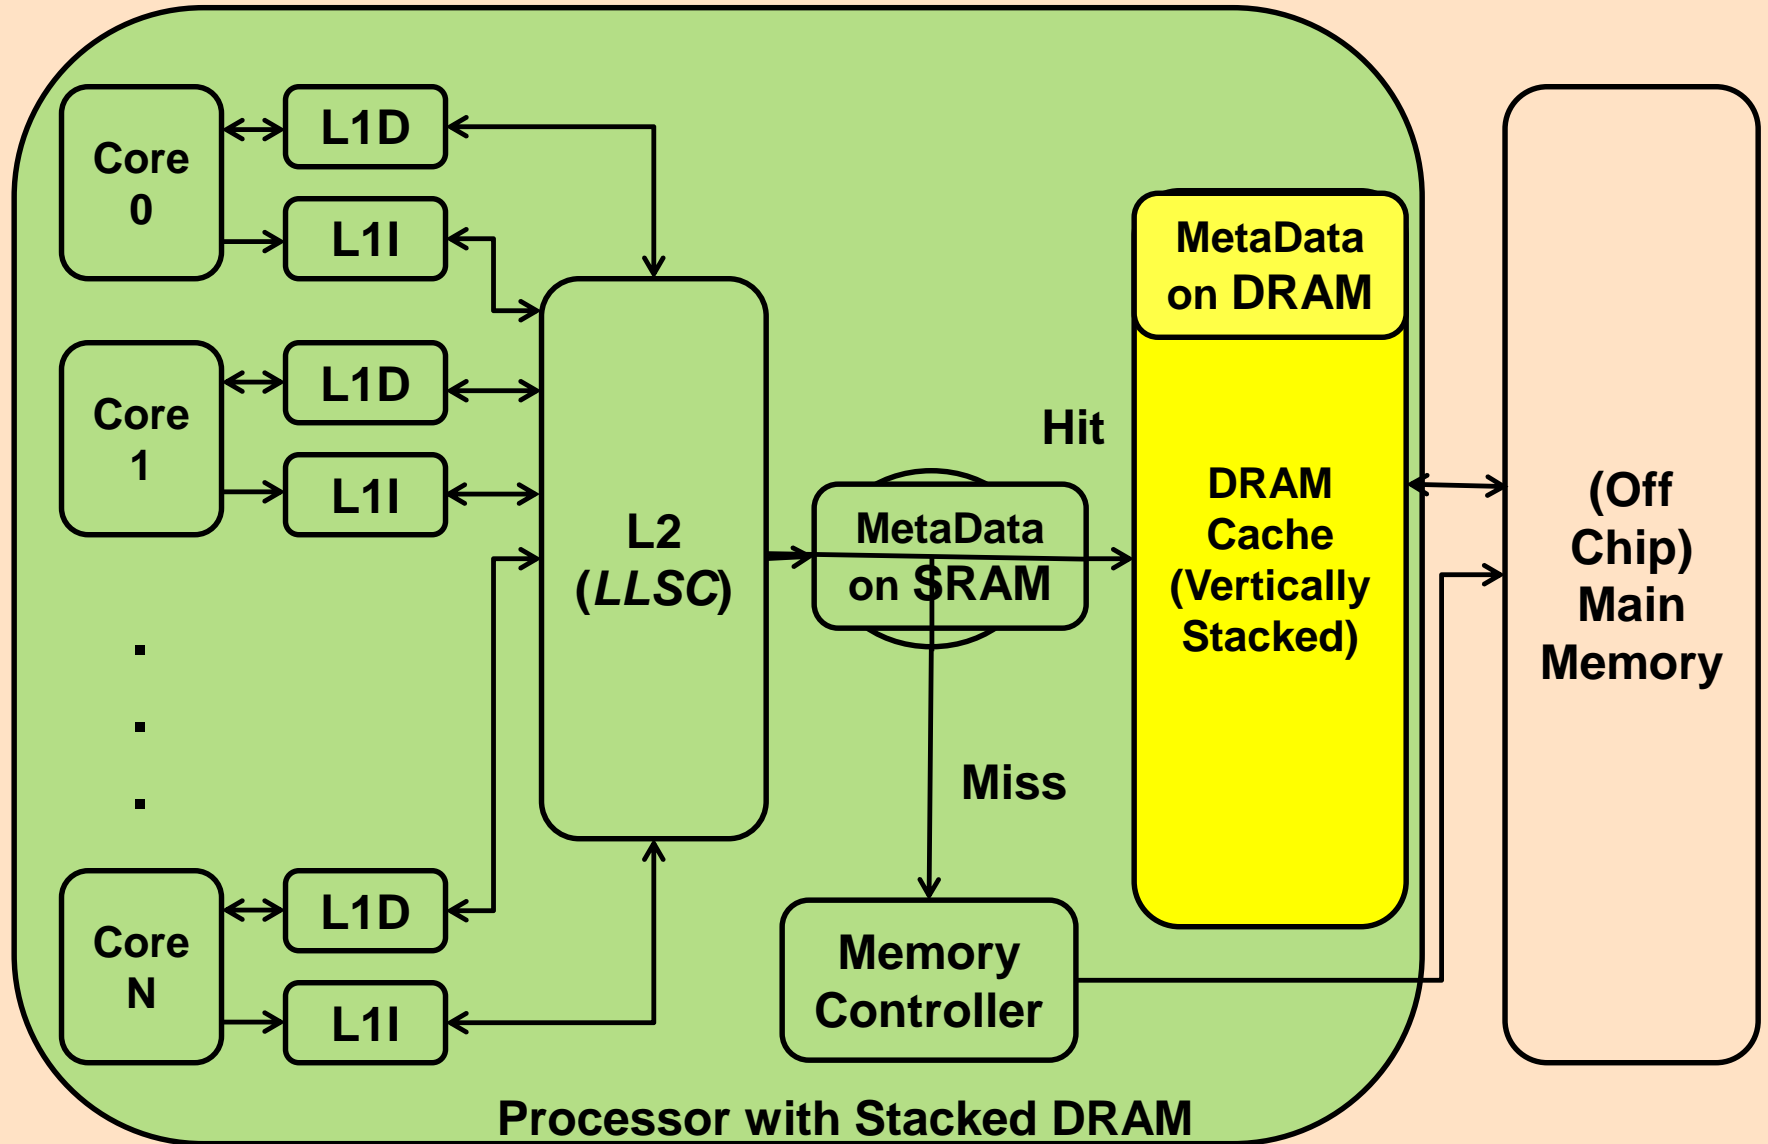 Core
0
L1D
L1I
Core
1
L1D
L1I
Core
N
L1D
L1I
L2
(LLSC)
MetaData
on SRAM
Hit
Miss
Memory
Controller
MetaData
on DRAM
DRAM
Cache
(Vertically
Stacked)
(Off
Chip)
Main
Memory
Processor with Stacked DRAM